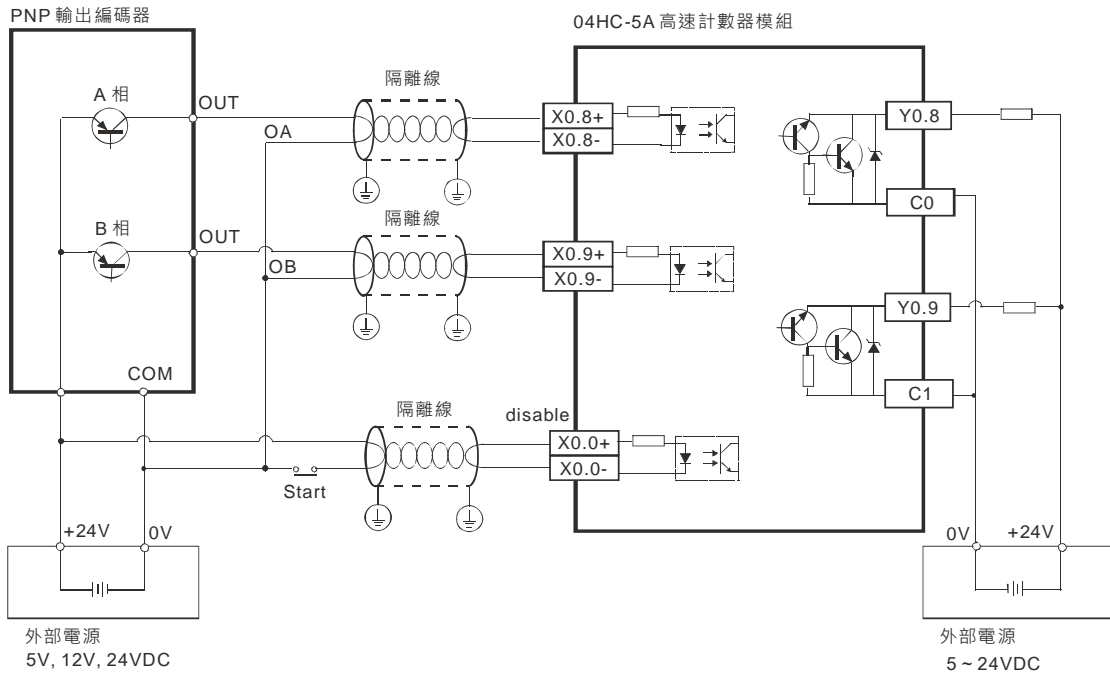 PNP 輸出編碼器
04HC-5A 高速計數器模組
A 相
OUT
OA
隔離線
X0.8+
X0.8-
Y0.8
C0
B 相
OUT
OB
隔離線
X0.9+
X0.9-
Y0.9
C1
COM
隔離線
disable
X0.0+
X0.0-
Start
+24V
0V
0V
+24V
外部電源
5V, 12V, 24VDC
外部電源
5 ~ 24VDC